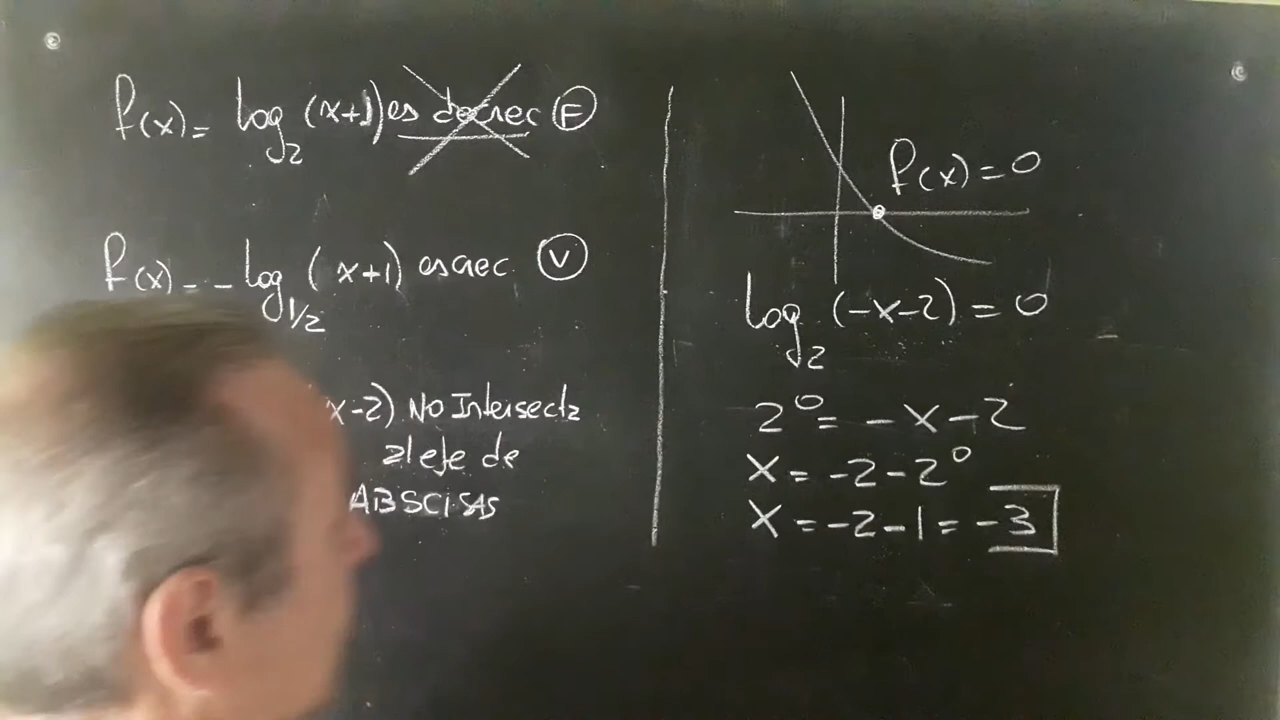 f(x) = log₂ (x+1) es decrec Ⓕ
f(x) = -log₁/₂ (x+1) es crec. Ⓥ
x-2) No Intersecta
al eje de
ABSCISAS
f(x) = 0
log₂ (-x-2) = 0
2⁰ = -x-2
x = -2-2⁰
x = -2-1 = -3